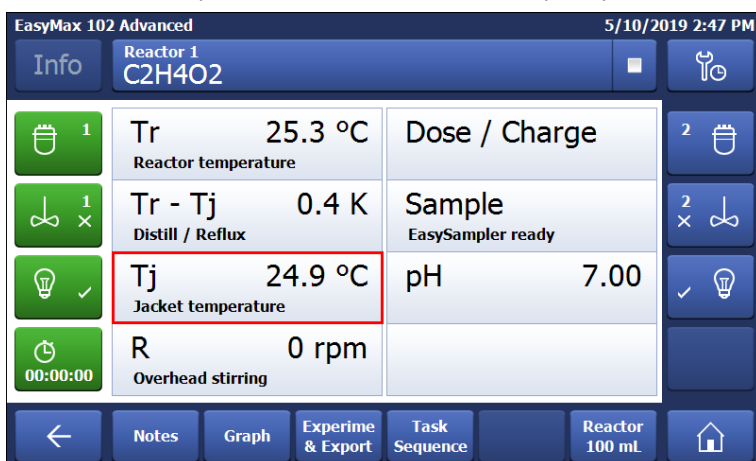 EasyMax 102 Advanced 5/10/2019 2:47 PM
Info
Reactor 1
C2H4O2
1
Tr 25.3 °C
Reactor temperature
Dose / Charge
2
1
Tr - Tj 0.4 K
Distill / Reflux
Sample
EasySampler ready
2
Tj 24.9 °C
Jacket temperature
pH 7.00
00:00:00
R 0 rpm
Overhead stirring
Notes
Graph
Experime
& Export
Task
Sequence
Reactor
100 mL